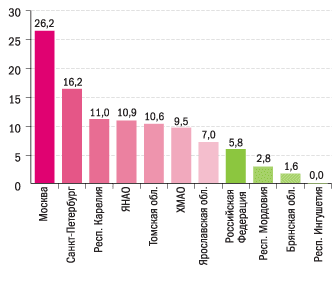 30
25
20
15
10
5
0
26,2
16,2
11,0
10,9
10,6
9,5
7,0
5,8
2,8
1,6
0,0
Москва
Санкт-Петербург
Респ. Карелия
ЯНАО
Томская обл.
ХМАО
Ярославская обл.
Российская
Федерация
Респ. Мордовия
Брянская обл.
Респ. Ингушетия